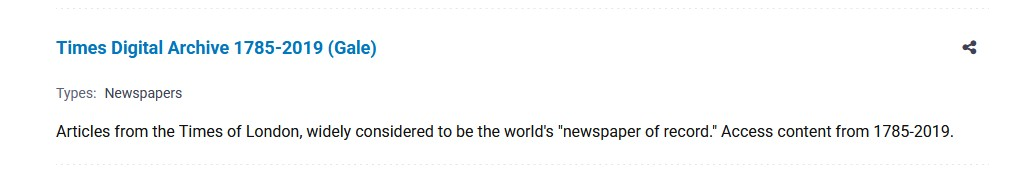 Times Digital Archive 1785-2019 (Gale)
Types: Newspapers
Articles from the Times of London, widely considered to be the world's "newspaper of record." Access content from 1785-2019.